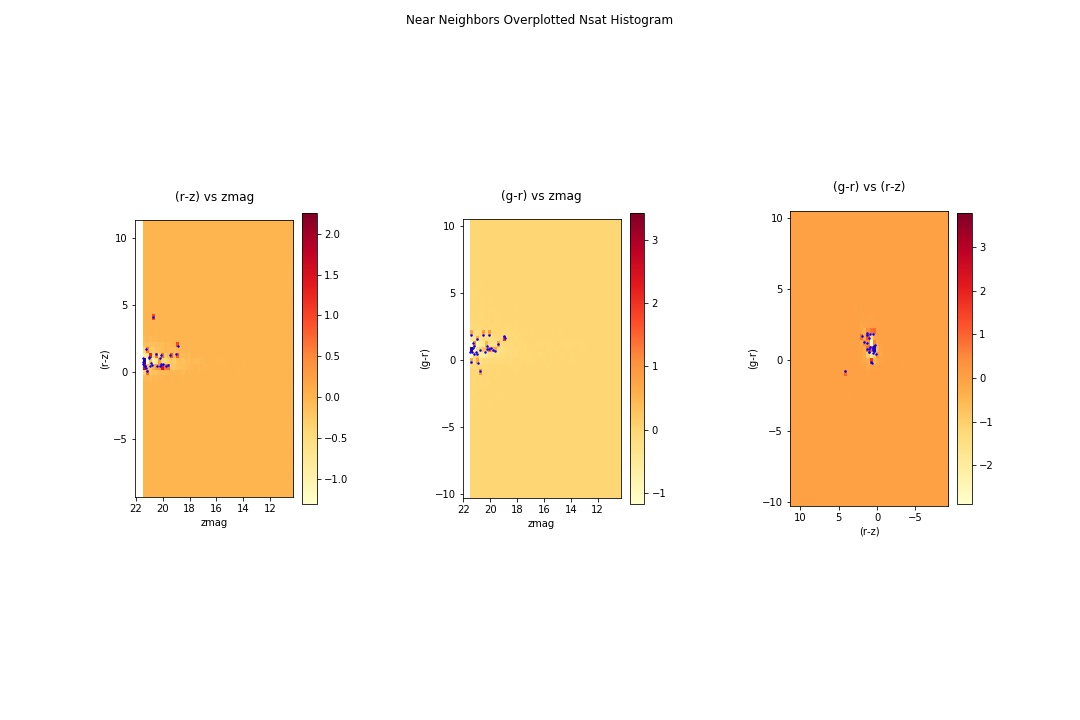 Near Neighbors Overplotted Nsat Histogram
(r-z) vs zmag
10
5
0
−5
(r-z)
22 20 18 16 14 12
zmag
2.0
1.5
1.0
0.5
0.0
−0.5
−1.0
(g-r) vs zmag
10
5
0
−5
−10
(g-r)
22 20 18 16 14 12
zmag
3
2
1
0
−1
(g-r) vs (r-z)
10
5
0
−5
−10
(g-r)
10 5 0 −5
(r-z)
3
2
1
0
−1
−2